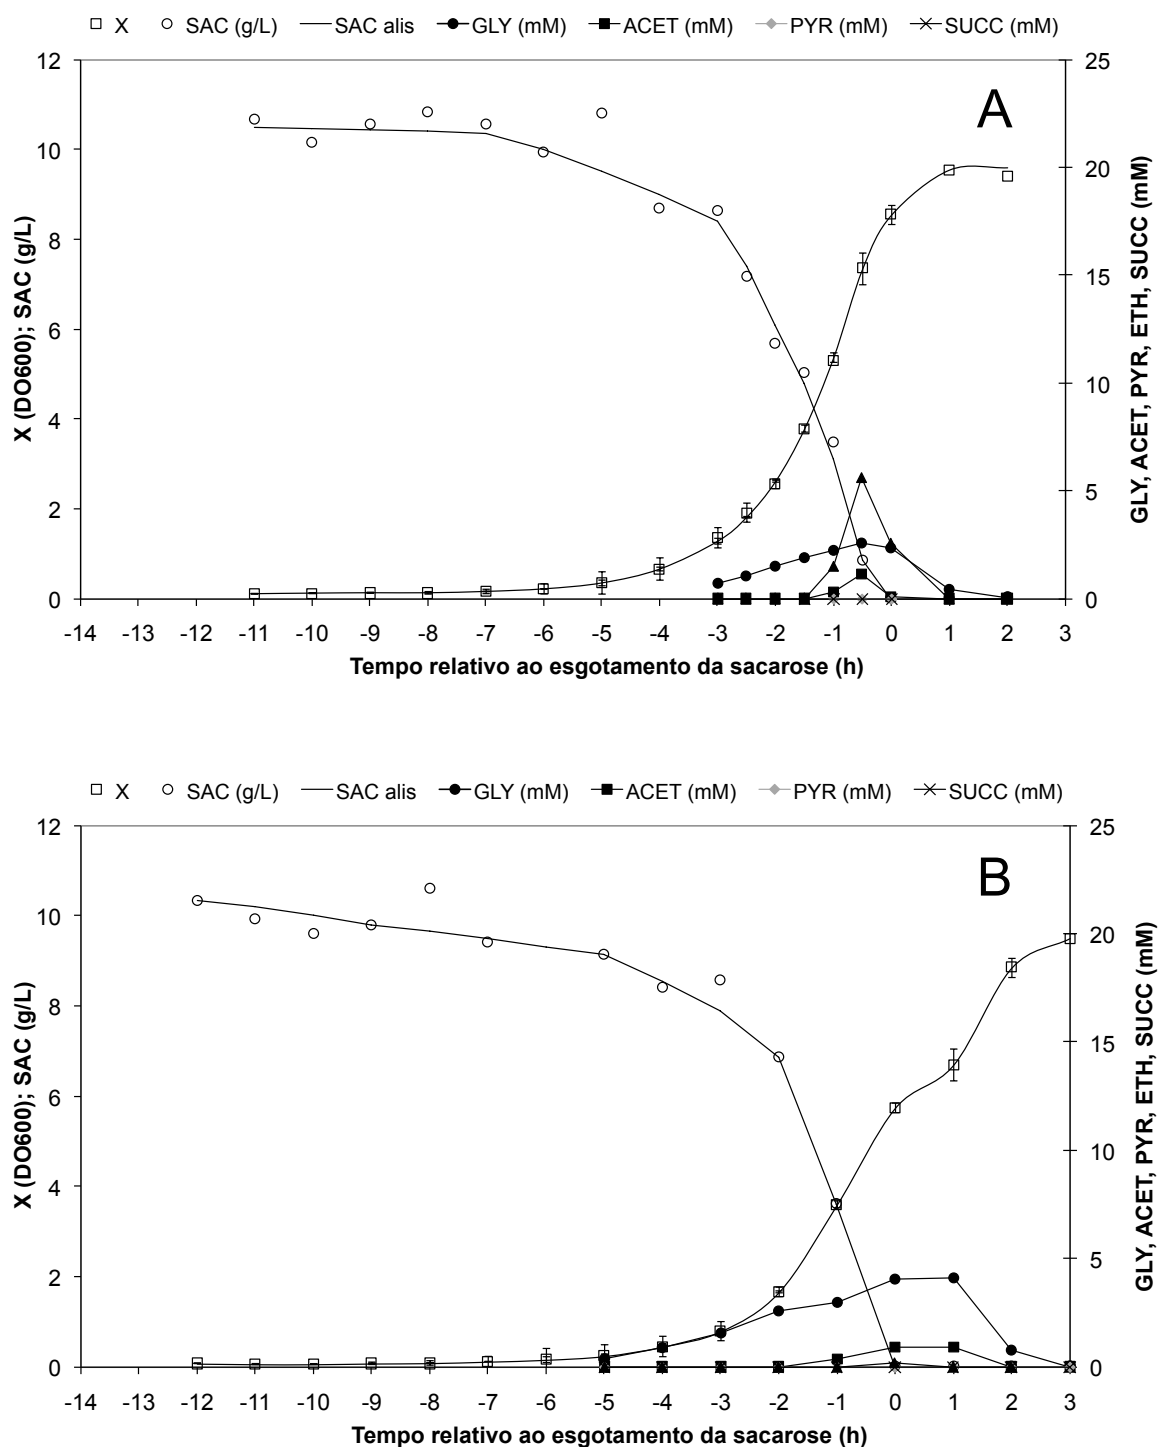 X SAC (g/L) SAC alis GLY (mM) ACET (mM) PYR (mM) SUCC (mM)
A
12
10
8
6
4
2
0
25
20
15
10
5
0
X (DO600); SAC (g/L)
GLY, ACET, PYR, ETH, SUCC (mM)
-14 -13 -12 -11 -10 -9 -8 -7 -6 -5 -4 -3 -2 -1 0 1 2 3
Tempo relativo ao esgotamento da sacarose (h)
X SAC (g/L) SAC alis GLY (mM) ACET (mM) PYR (mM) SUCC (mM)
B
12
10
8
6
4
2
0
25
20
15
10
5
0
X (DO600); SAC (g/L)
GLY, ACET, PYR, ETH, SUCC (mM)
-14 -13 -12 -11 -10 -9 -8 -7 -6 -5 -4 -3 -2 -1 0 1 2 3
Tempo relativo ao esgotamento da sacarose (h)